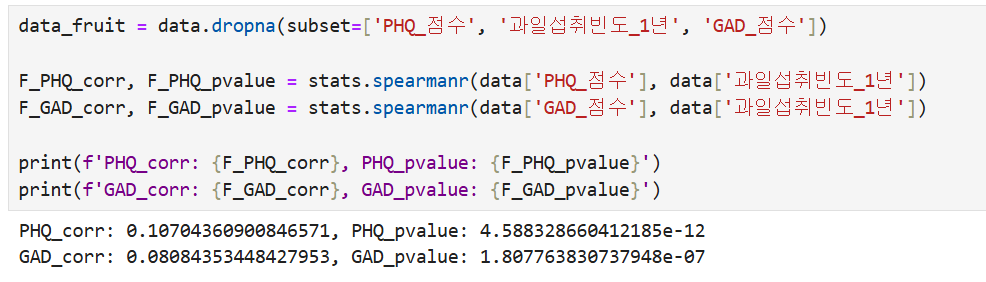 data_fruit = data.dropna(subset=['PHQ_점수', '과일섭취빈도_1년', 'GAD_점수'])
F_PHQ_corr, F_PHQ_pvalue = stats.spearmanr(data['PHQ_점수'], data['과일섭취빈도_1년'])
F_GAD_corr, F_GAD_pvalue = stats.spearmanr(data['GAD_점수'], data['과일섭취빈도_1년'])
print(f'PHQ_corr: {F_PHQ_corr}, PHQ_pvalue: {F_PHQ_pvalue}')
print(f'GAD_corr: {F_GAD_corr}, GAD_pvalue: {F_GAD_pvalue}')
PHQ_corr: 0.10704360900846571, PHQ_pvalue: 4.588328660412185e-12
GAD_corr: 0.08084353448427953, GAD_pvalue: 1.807763830737948e-07